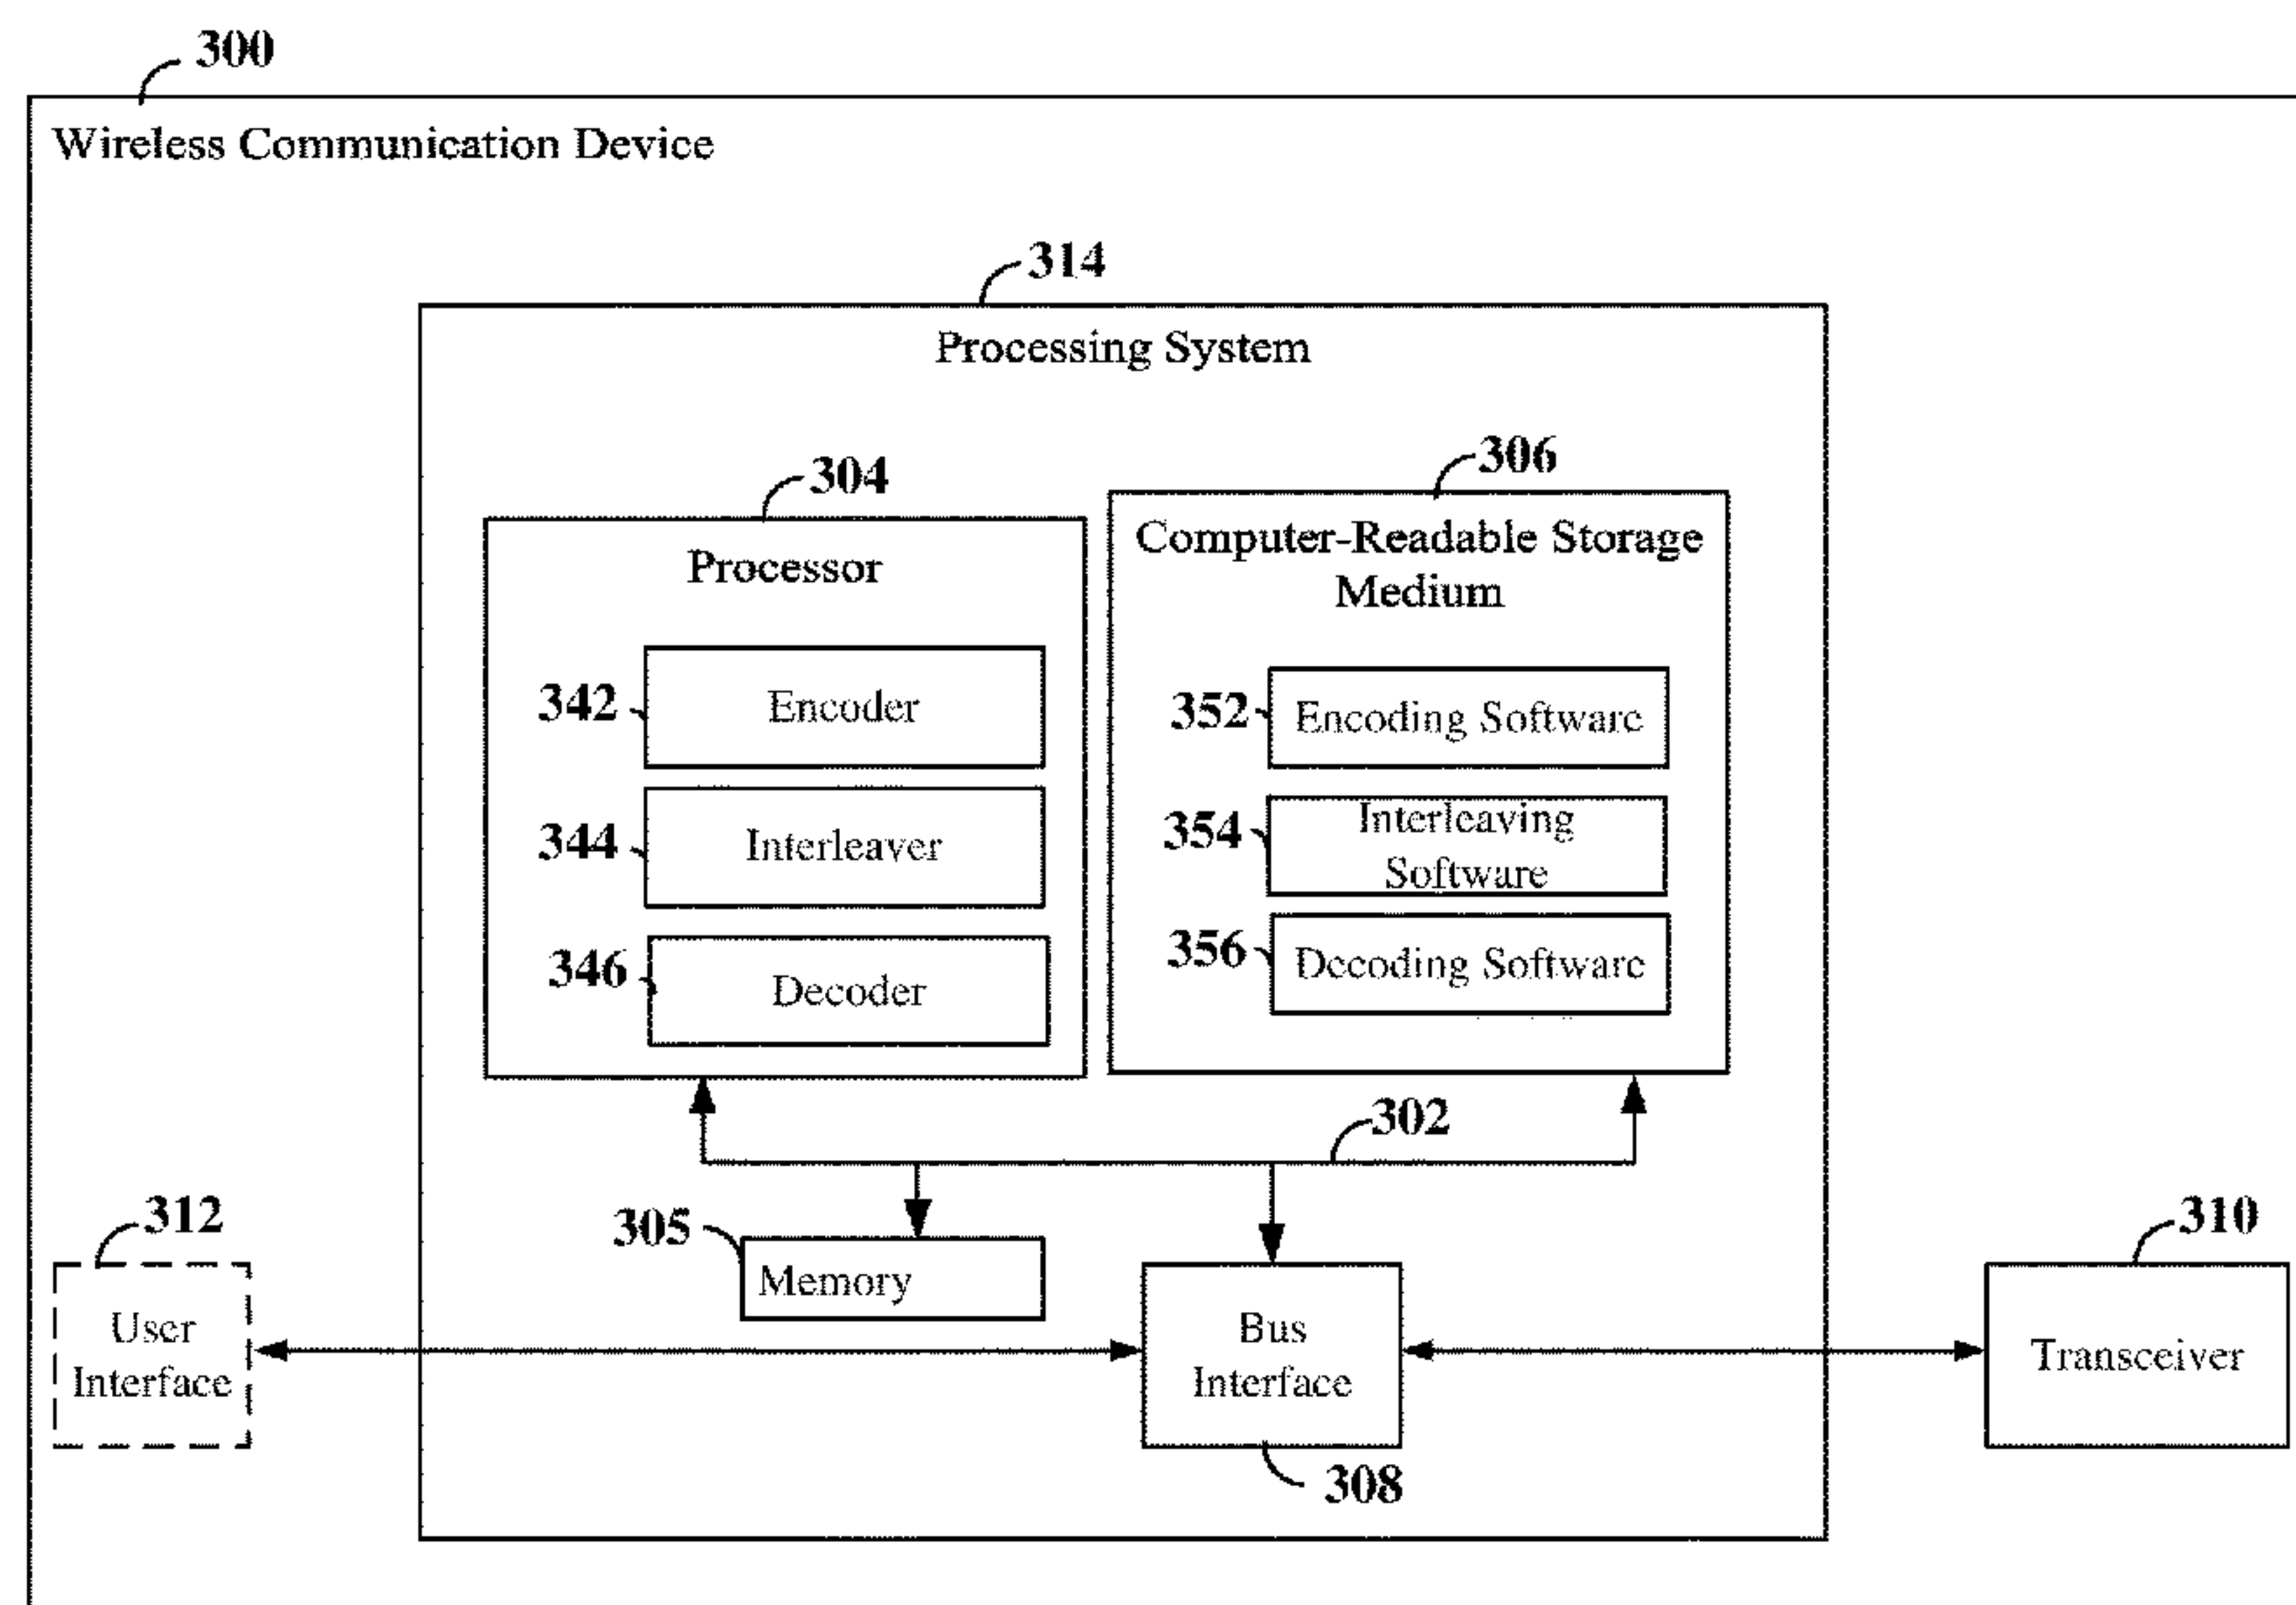 300
Wireless Communication Device
314
Processing System
304
Processor
342
Encoder
344
Interleaver
346
Decoder
306
Computer-Readable Storage
Medium
352
Encoding Software
354
Interleaving
Software
356
Decoding Software
302
305
Memory
312
User
Interface
Bus
Interface
308
310
Transceiver